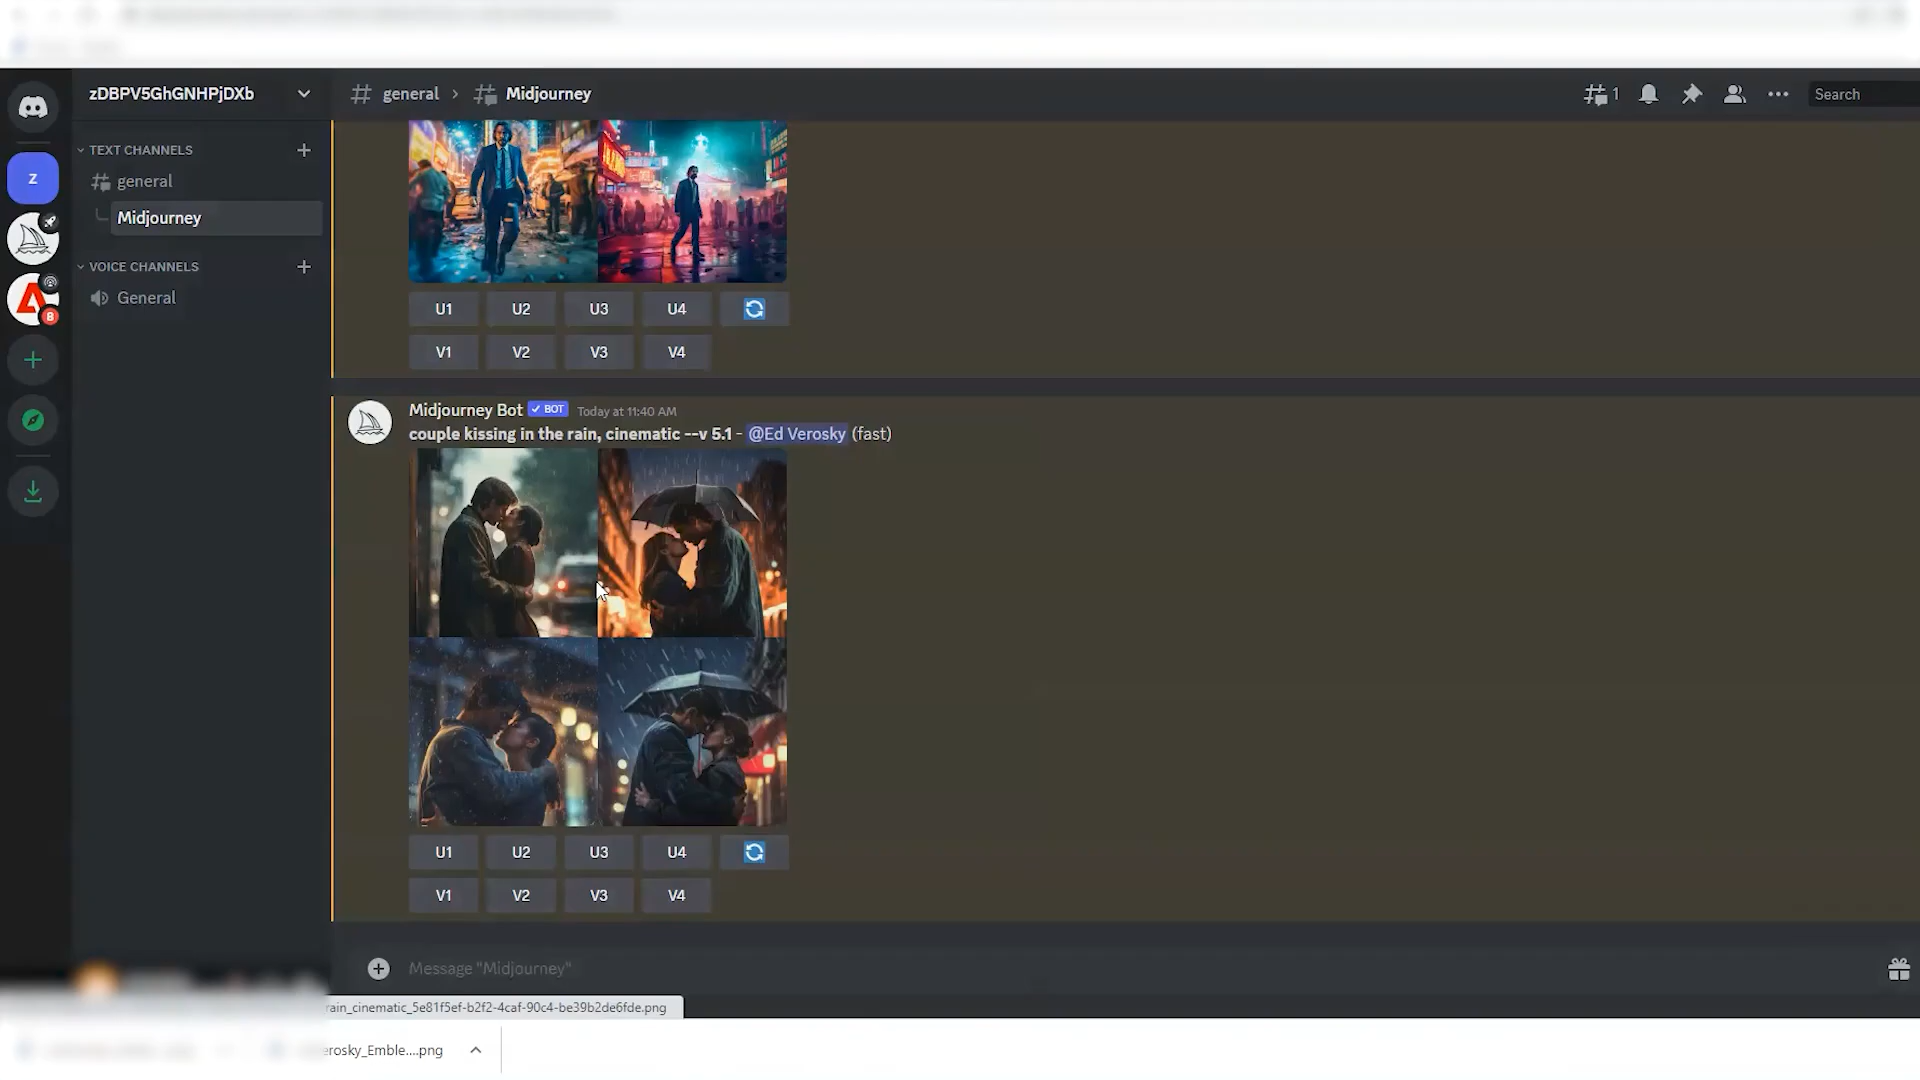 zDBPV5GhGNHPjDXb
general > Midjourney
1
Search
TEXT CHANNELS
general
Midjourney
VOICE CHANNELS
General
Z
B
U1 U2 U3 U4
V1 V2 V3 V4
Midjourney Bot ✓ BOT Today at 11:40 AM
couple kissing in the rain, cinematic --v 5.1 - @Ed Verosky (fast)
U1 U2 U3 U4
V1 V2 V3 V4
Message "Midjourney"
rain_cinematic_5e81f5ef-b2f2-4caf-90c4-be39b2de6fde.png
erosky_Emble....png